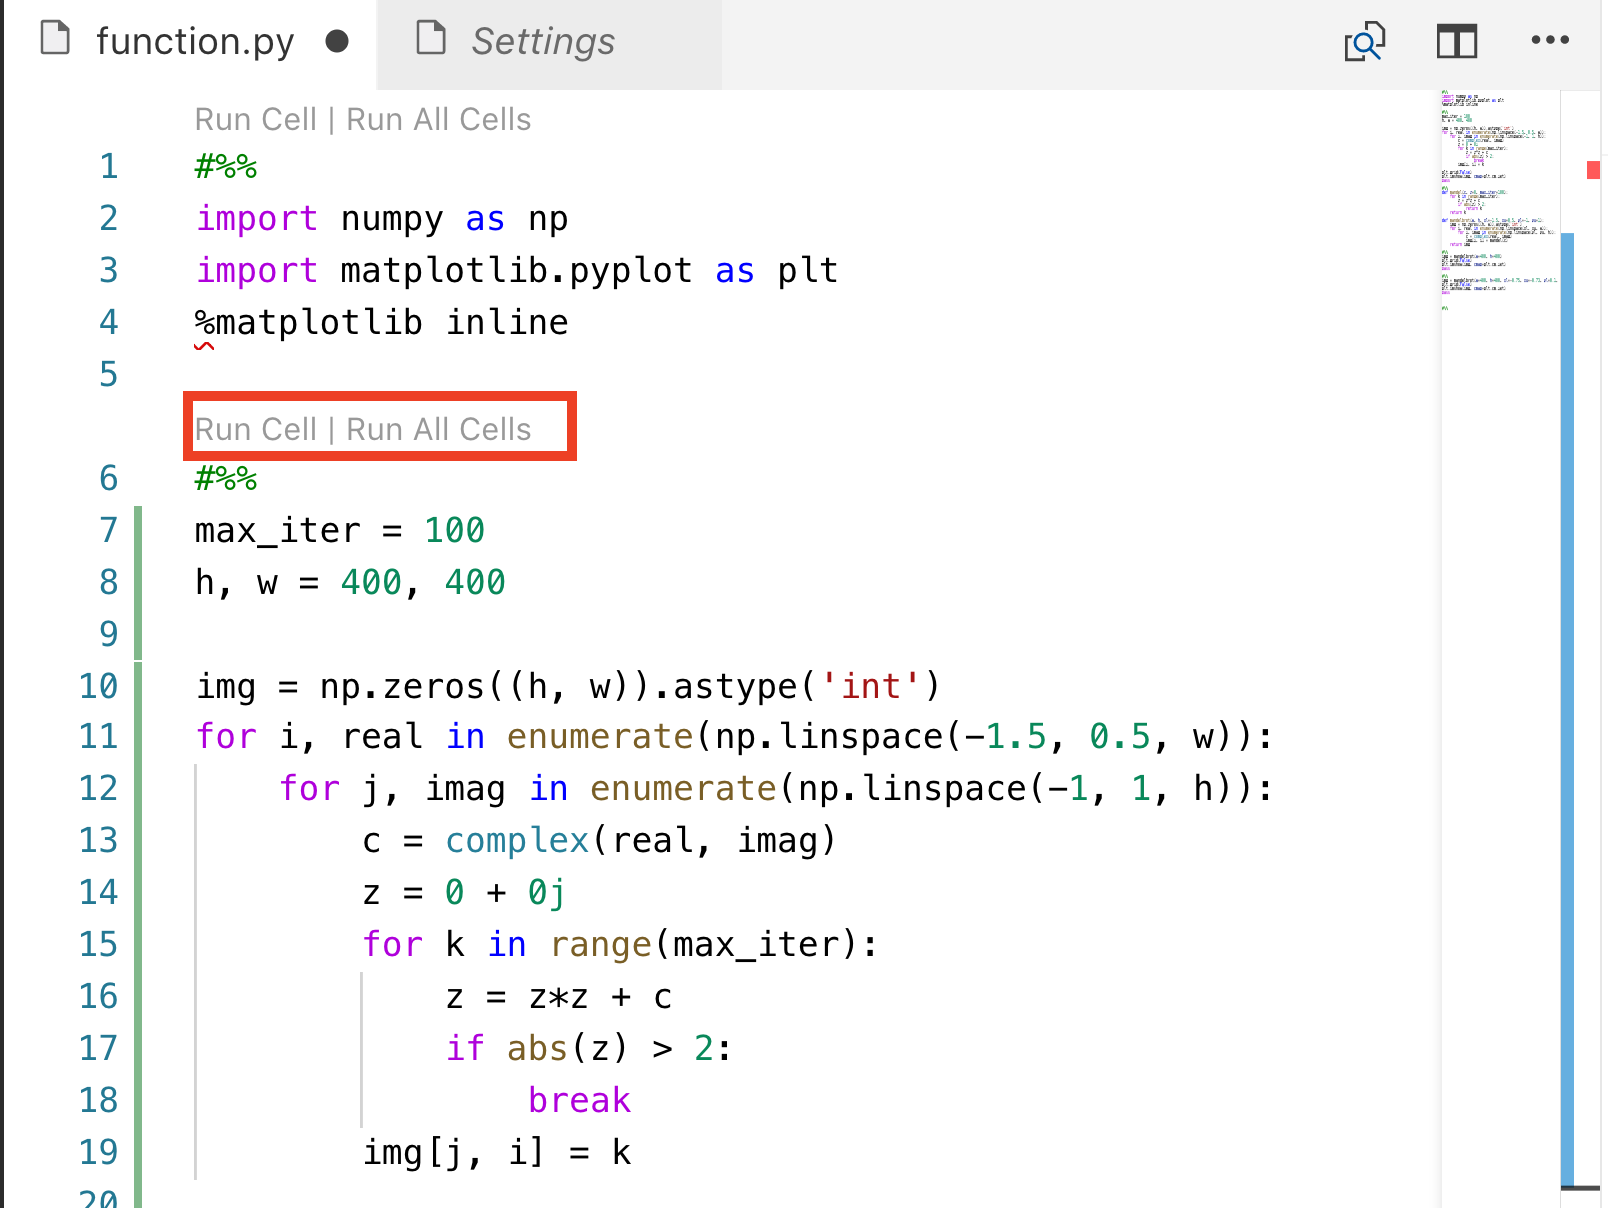 function.py ● Settings
Run Cell | Run All Cells
1 #%%
2 import numpy as np
3 import matplotlib.pyplot as plt
4 %matplotlib inline
5
Run Cell | Run All Cells
6 #%%
7 max_iter = 100
8 h, w = 400, 400
9
10 img = np.zeros((h, w)).astype('int')
11 for i, real in enumerate(np.linspace(-1.5, 0.5, w)):
12     for j, imag in enumerate(np.linspace(-1, 1, h)):
13         c = complex(real, imag)
14         z = 0 + 0j
15         for k in range(max_iter):
16             z = z*z + c
17             if abs(z) > 2:
18                 break
19         img[j, i] = k
20